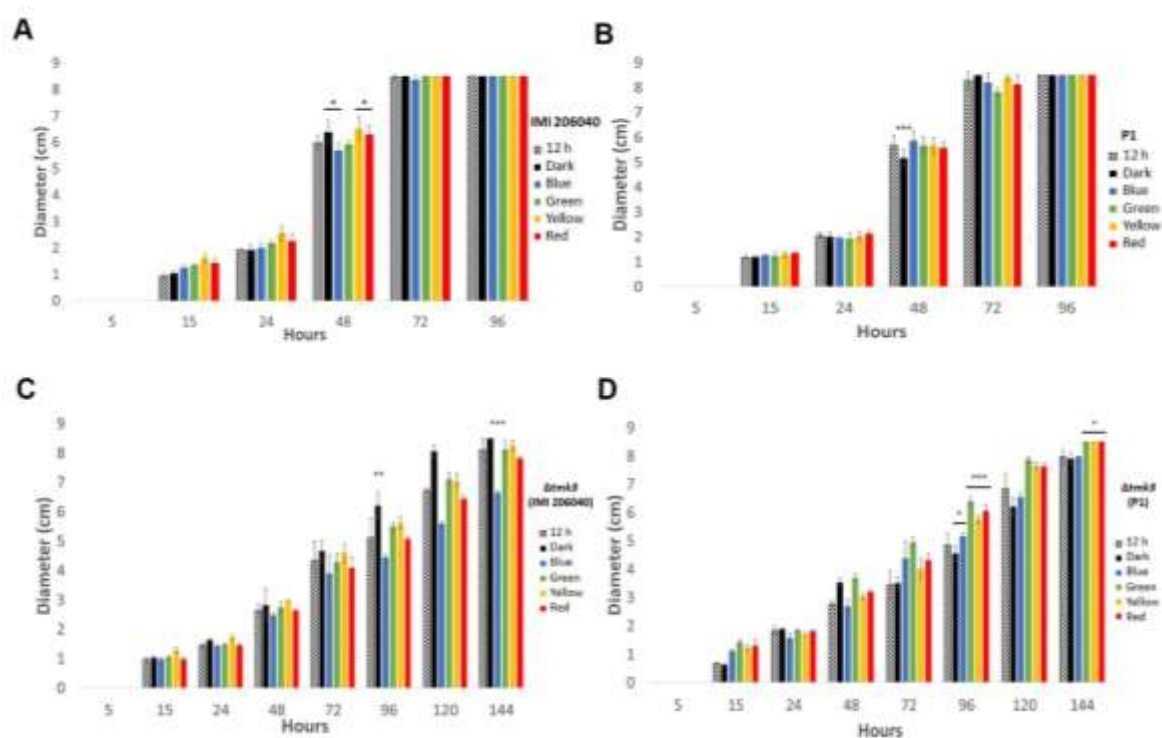 A
9
8
7
6
5
4
3
2
1
0
Diameter (cm)
*
*
5 15 24 48 72 96
Hours
IMI 206040
12 h
Dark
Blue
Green
Yellow
Red
B
9
8
7
6
5
4
3
2
1
0
Diameter (cm)
***
5 15 24 48 72 96
Hours
P1
12 h
Dark
Blue
Green
Yellow
Red
C
9
8
7
6
5
4
3
2
1
0
Diameter (cm)
**
***
5 15 24 48 72 96 120 144
Hours
Δtmk#
(IMI 206040)
12 h
Dark
Blue
Green
Yellow
Red
D
9
8
7
6
5
4
3
2
1
0
Diameter (cm)
*
***
*
5 15 24 48 72 96 120 144
Hours
Δtmk#
(P1)
12 h
Dark
Blue
Green
Yellow
Red